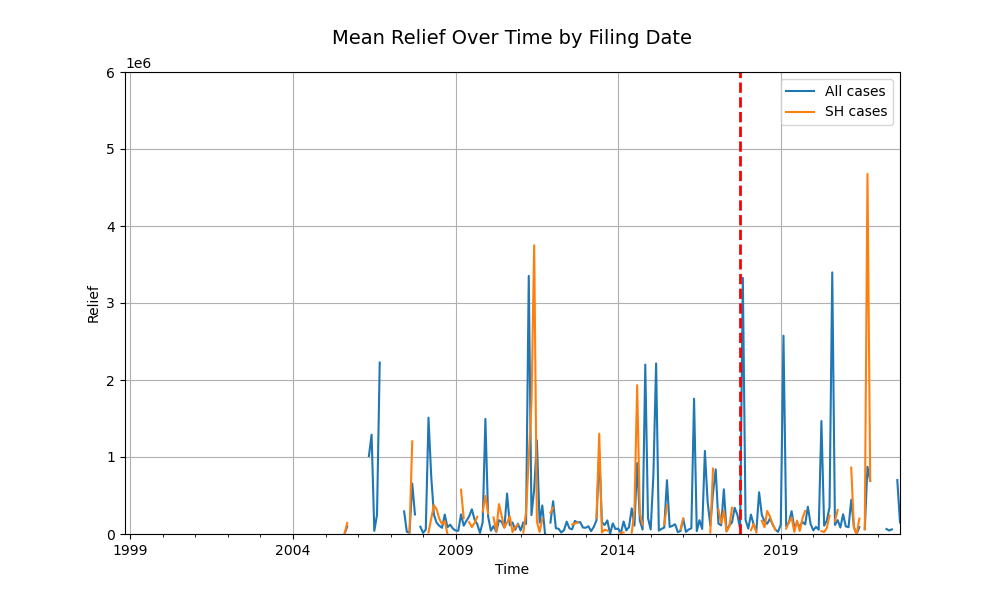 Mean Relief Over Time by Filing Date
1e6
6
5
4
3
2
1
0
Relief
All cases
SH cases
1999 2004 2009 2014 2019
Time